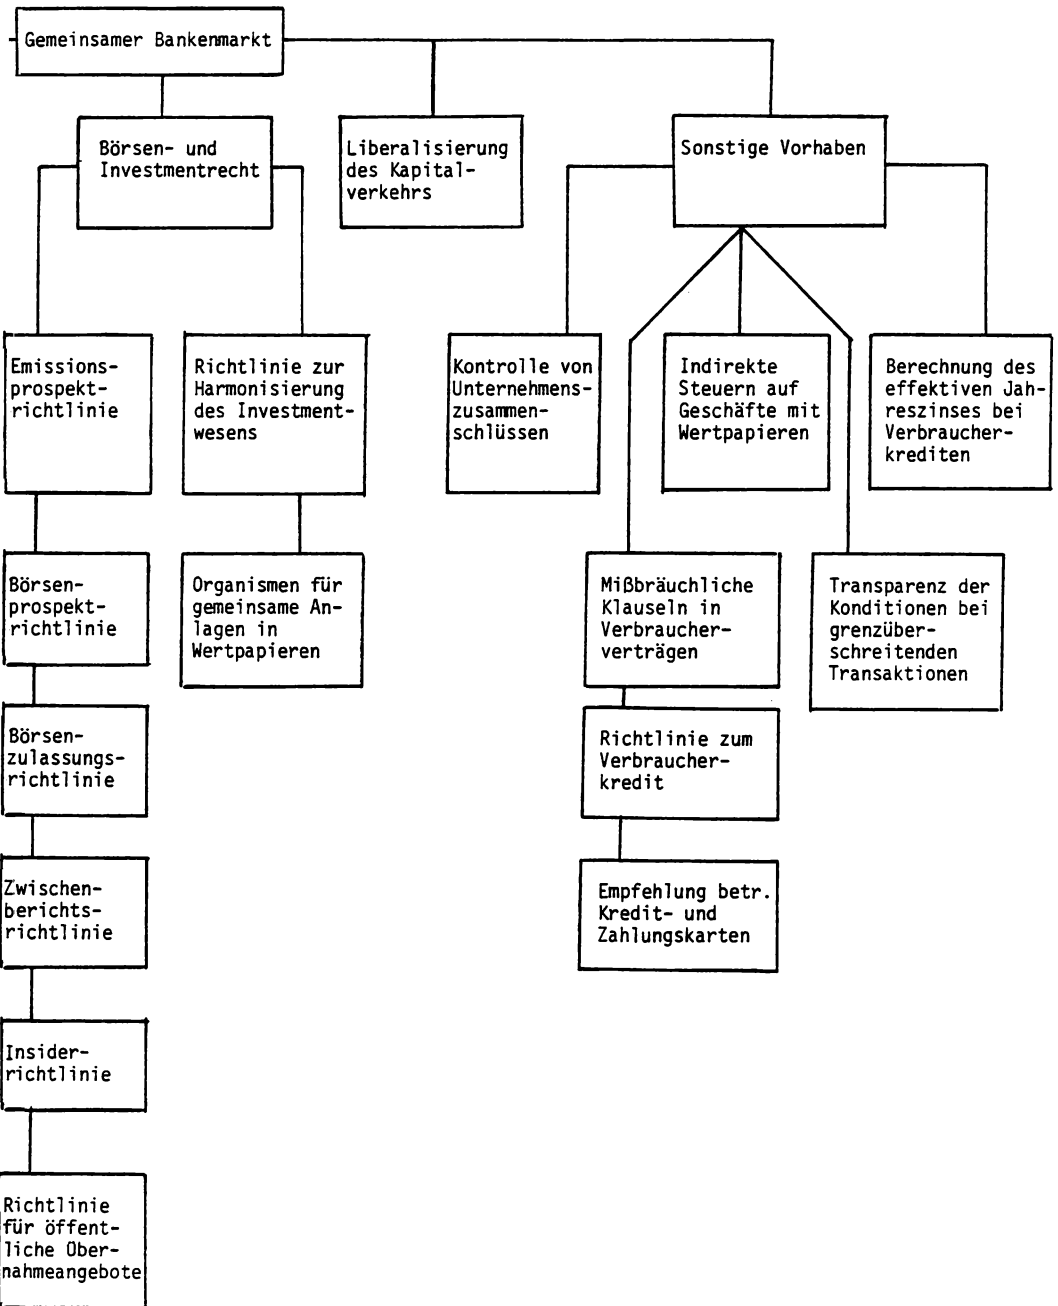 Gemeinsamer Bankenmarkt
Börsen- und
Investmentrecht
Liberalisierung
des Kapital-
verkehrs
Sonstige Vorhaben
Emissions-
prospekt-
richtlinie
Richtlinie zur
Harmonisierung
des Investment-
wesens
Kontrolle von
Unternehmens-
zusammen-
schlüssen
Indirekte
Steuern auf
Geschäfte mit
Wertpapieren
Berechnung des
effektiven Jah-
reszinses bei
Verbraucher-
krediten
Börsen-
prospekt-
richtlinie
Organismen für
gemeinsame An-
lagen in
Wertpapieren
Mißbräuchliche
Klauseln in
Verbraucher-
verträgen
Transparenz der
Konditionen bei
grenzüber-
schreitenden
Transaktionen
Börsen-
zulassungs-
richtlinie
Richtlinie zum
Verbraucher-
kredit
Zwischen-
berichts-
richtlinie
Empfehlung betr.
Kredit- und
Zahlungskarten
Insider-
richtlinie
Richtlinie
für öffent-
liche Über-
nahmeangebote